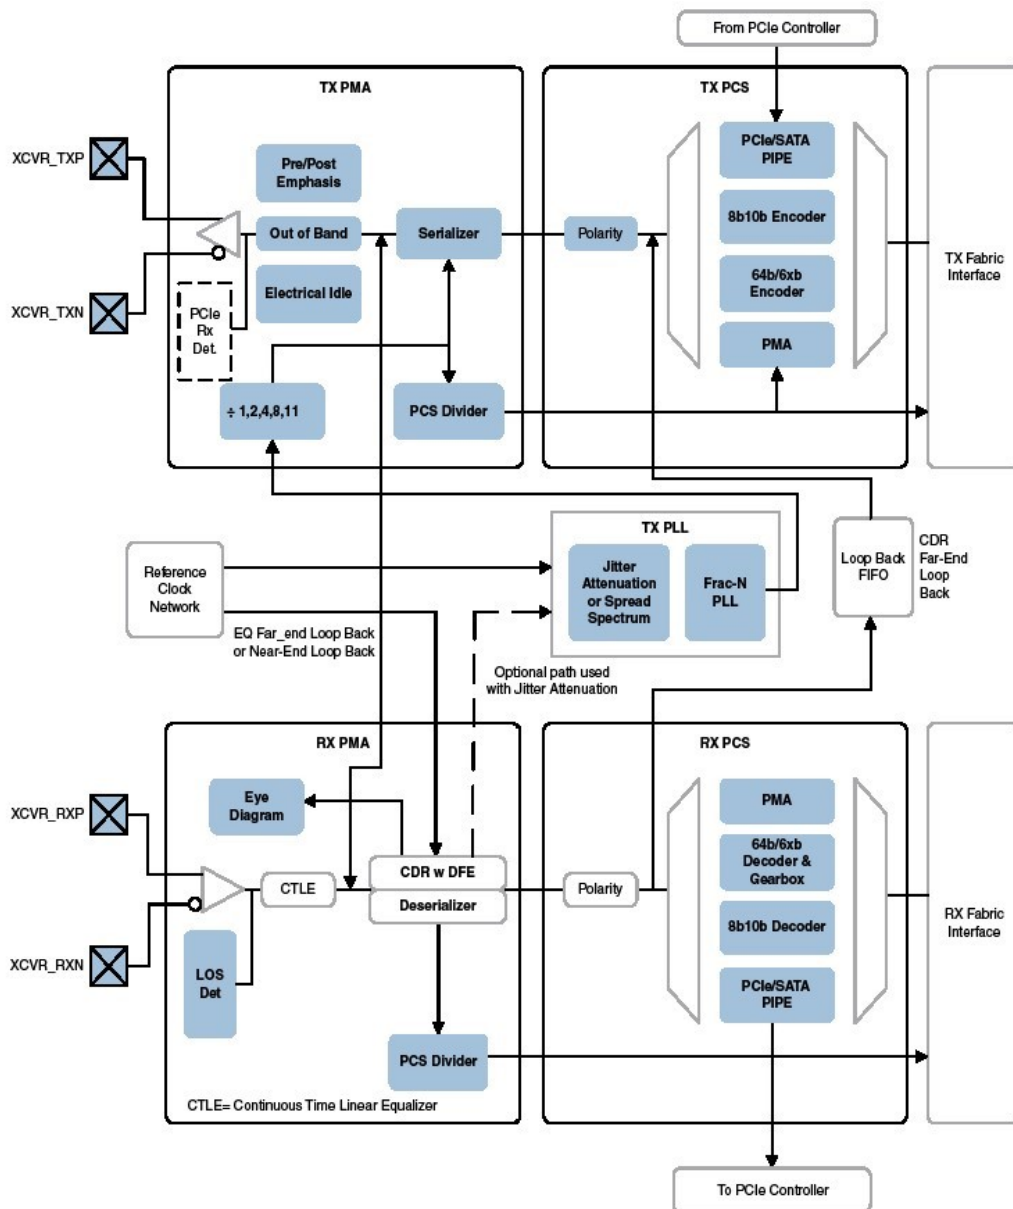 From PCIe Controller
TX PMA
TX PCS
XCVR_TXP
Pre/Post
Emphasis
PCIe/SATA
PIPE
8b10b Encoder
Out of Band
Serializer
Polarity
TX Fabric
Interface
64b/6xb
Encoder
Electrical Idle
XCVR_TXN
PCIe
Rx
Det.
PMA
÷ 1,2,4,8,11
PCS Divider
TX PLL
Reference
Clock
Network
Jitter
Attenuation
or Spread
Spectrum
Frac-N
PLL
Loop Back
FIFO
CDR
Far-End
Loop
Back
EQ Far_end Loop Back
or Near-End Loop Back
Optional path used
with Jitter Attenuation
RX PMA
RX PCS
XCVR_RXP
Eye
Diagram
PMA
64b/6xb
Decoder &
Gearbox
CDR w DFE
CTLE
Deserializer
Polarity
8b10b Decoder
RX Fabric
Interface
XCVR_RXN
LOS
Det
PCIe/SATA
PIPE
PCS Divider
CTLE= Continuous Time Linear Equalizer
To PCIe Controller